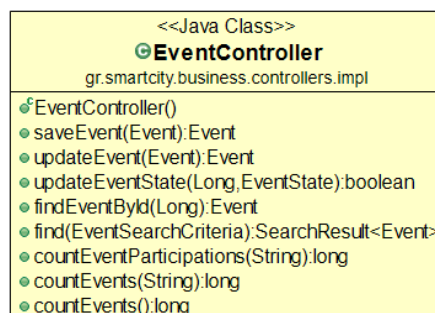 <<Java Class>>
EventController
gr.smartcity.business.controllers.impl
EventController()
saveEvent(Event):Event
updateEvent(Event):Event
updateEventState(Long,EventState):boolean
findEventById(Long):Event
find(EventSearchCriteria):SearchResult<Event>
countEventParticipations(String):long
countEvents(String):long
countEvents():long